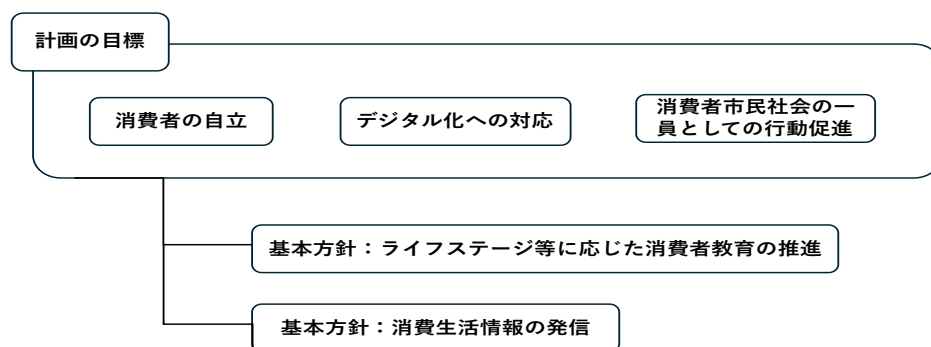 計画の目標
消費者の自立
デジタル化への対応
消費者市民社会の一
員としての行動促進
基本方針：ライフステージ等に応じた消費者教育の推進
基本方針：消費生活情報の発信